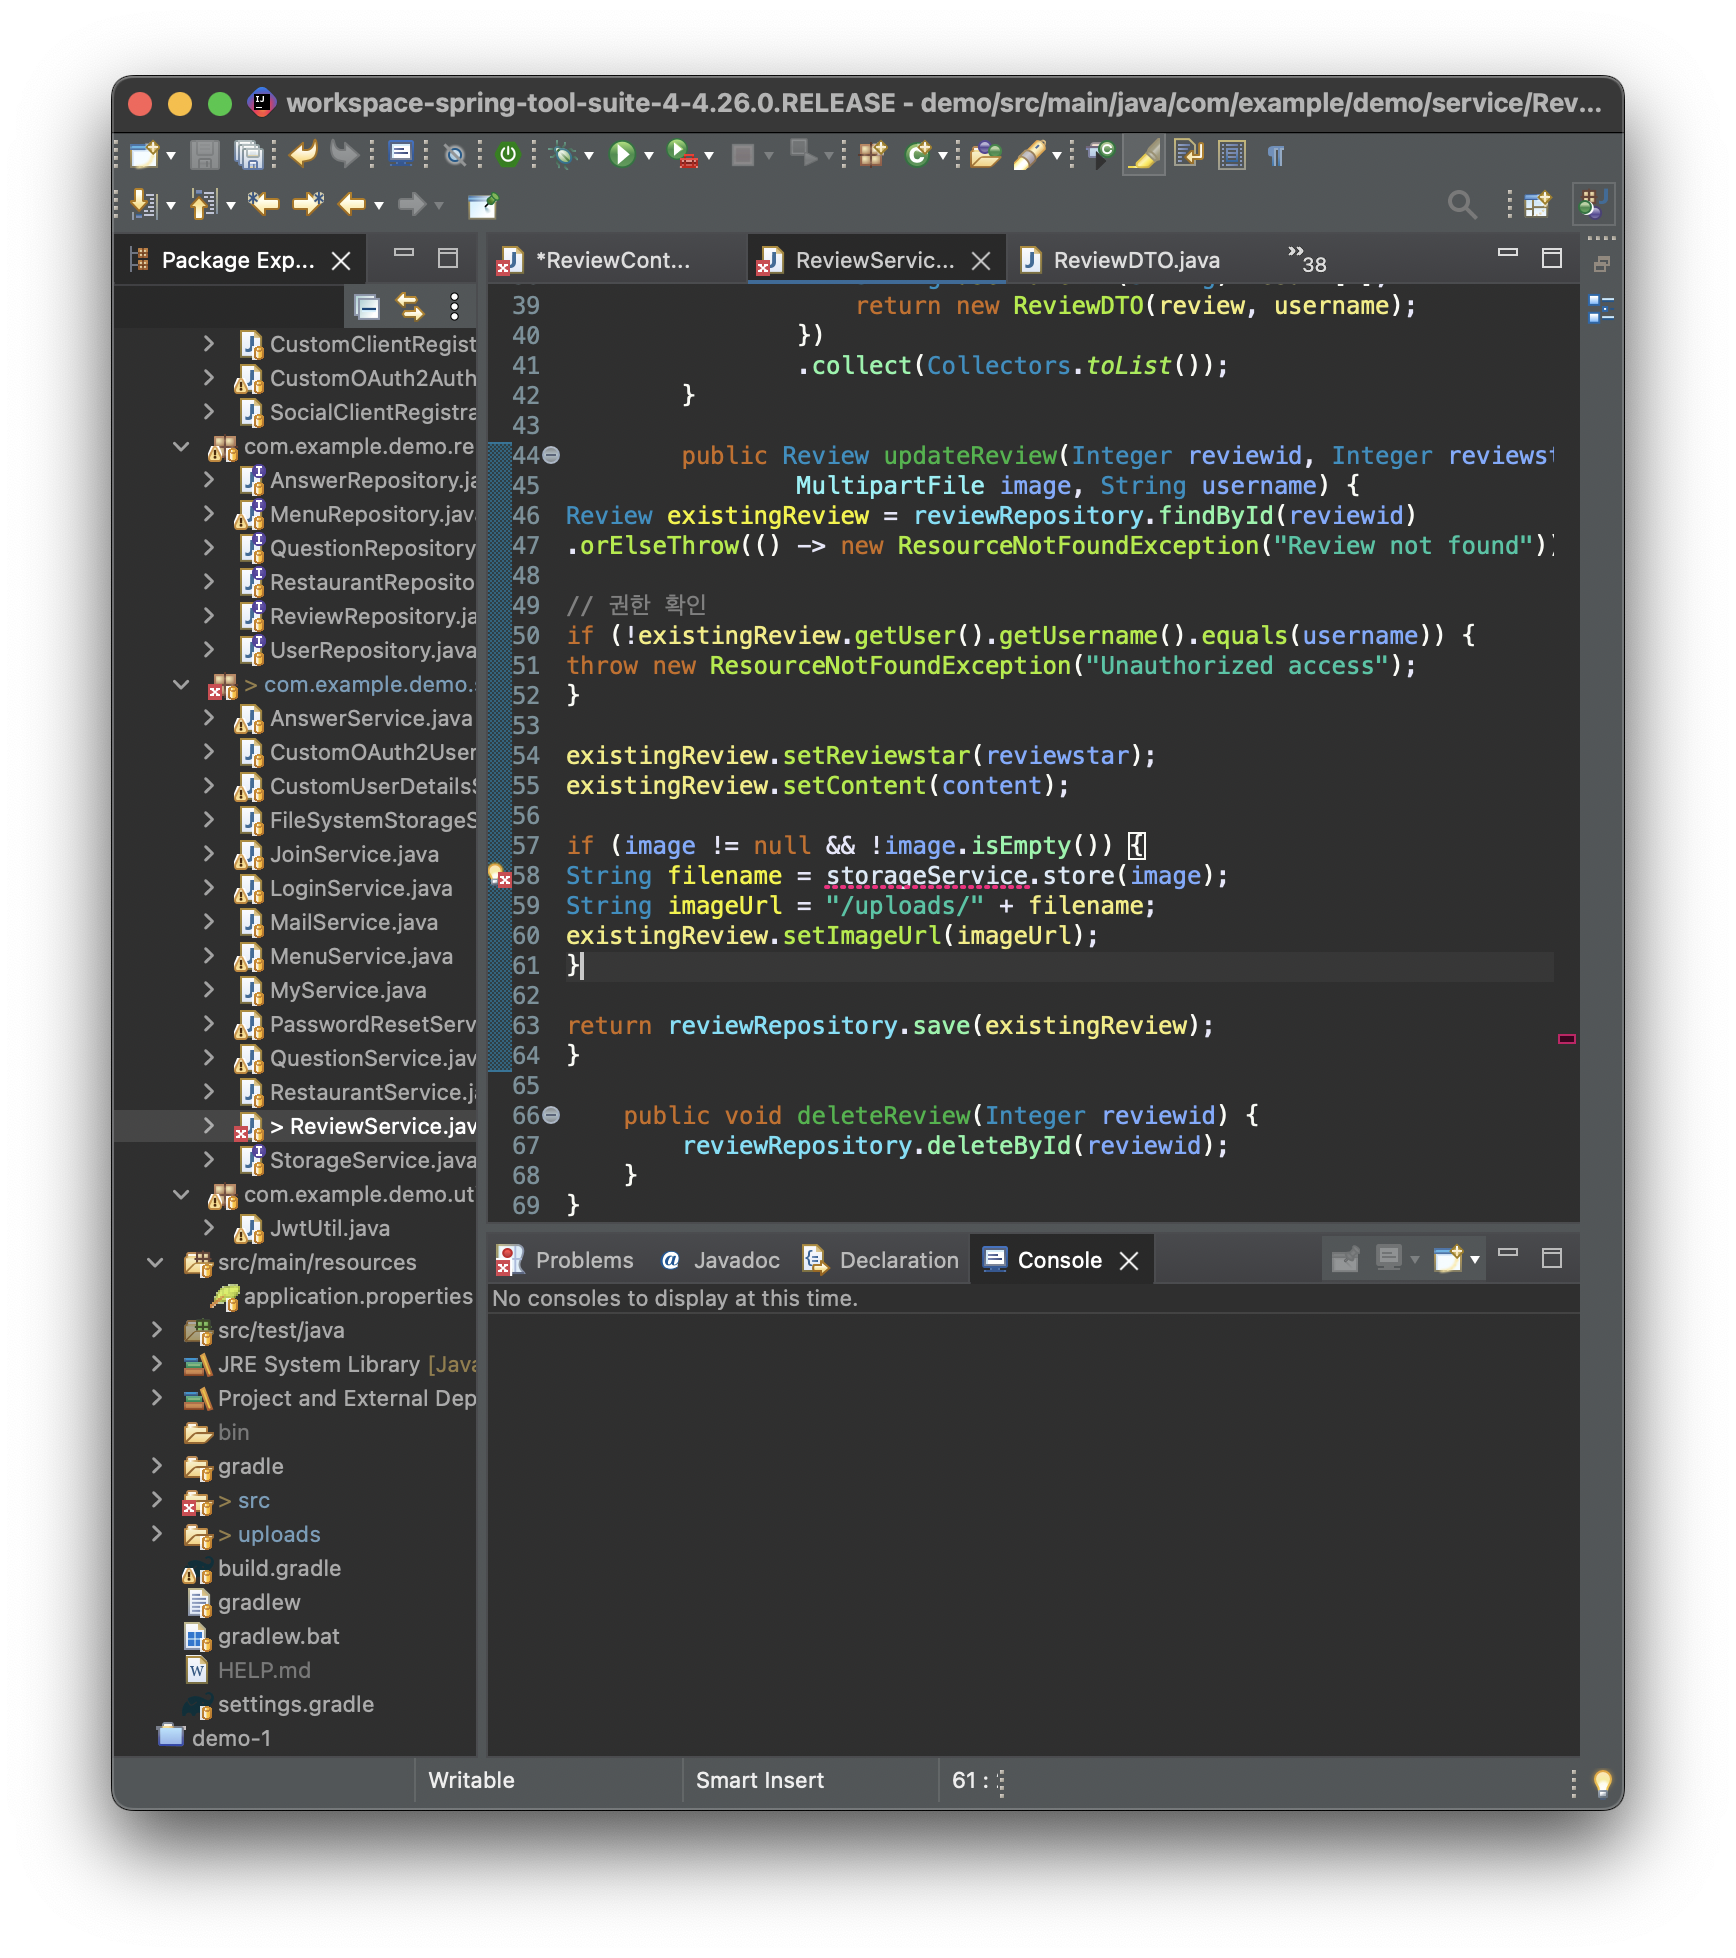 workspace-spring-tool-suite-4-4.26.0.RELEASE - demo/src/main/java/com/example/demo/service/Rev...
Package Exp...
CustomClientRegist
CustomOAuth2Auth
SocialClientRegistra
com.example.demo.re
AnswerRepository.ja
MenuRepository.java
QuestionRepository
RestaurantReposito
ReviewRepository.ja
UserRepository.java
> com.example.demo.s
AnswerService.java
CustomOAuth2User
CustomUserDetailsS
FileSystemStorageS
JoinService.java
LoginService.java
MailService.java
MenuService.java
MyService.java
PasswordResetServ
QuestionService.jav
RestaurantService.ja
> ReviewService.jav
StorageService.java
com.example.demo.ut
JwtUtil.java
src/main/resources
application.properties
src/test/java
JRE System Library [Java
Project and External Dep
bin
gradle
> src
> uploads
build.gradle
gradlew
gradlew.bat
HELP.md
settings.gradle
demo-1
*ReviewCont...
ReviewServic...
ReviewDTO.java
»38
39 return new ReviewDTO(review, username);
40 })
41 .collect(Collectors.toList());
42 }
43
44 public Review updateReview(Integer reviewid, Integer reviewst
45 MultipartFile image, String username) {
46 Review existingReview = reviewRepository.findById(reviewid)
47 .orElseThrow(() -> new ResourceNotFoundException("Review not found"))
48
49 // 권한 확인
50 if (!existingReview.getUser().getUsername().equals(username)) {
51 throw new ResourceNotFoundException("Unauthorized access");
52 }
53
54 existingReview.setReviewstar(reviewstar);
55 existingReview.setContent(content);
56
57 if (image != null && !image.isEmpty()) {
58 String filename = storageService.store(image);
59 String imageUrl = "/uploads/" + filename;
60 existingReview.setImageUrl(imageUrl);
61 }
62
63 return reviewRepository.save(existingReview);
64 }
65
66 public void deleteReview(Integer reviewid) {
67 reviewRepository.deleteById(reviewid);
68 }
69 }
Problems
@ Javadoc
Declaration
Console
No consoles to display at this time.
Writable
Smart Insert
61 :